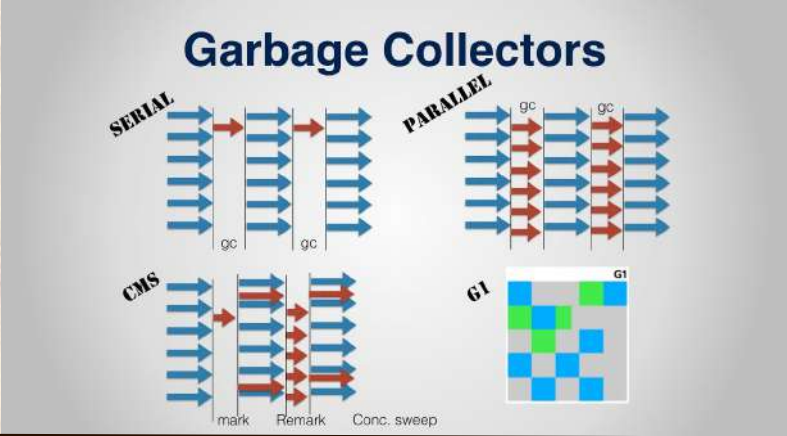 Garbage Collectors
SERIAL
gc
gc
PARALLEL
gc
gc
CMS
mark
Remark
Conc. sweep
G1
G1